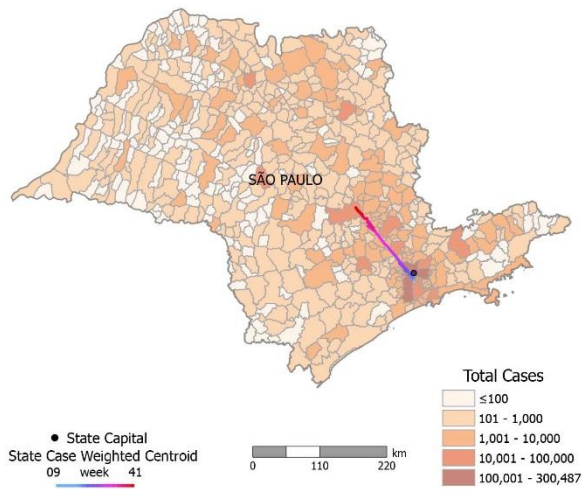 SÃO PAULO
Total Cases
≤100
101 - 1,000
1,001 - 10,000
10,001 - 100,000
100,001 - 300,487
State Capital
State Case Weighted Centroid
09 week 41
km
0 110 220